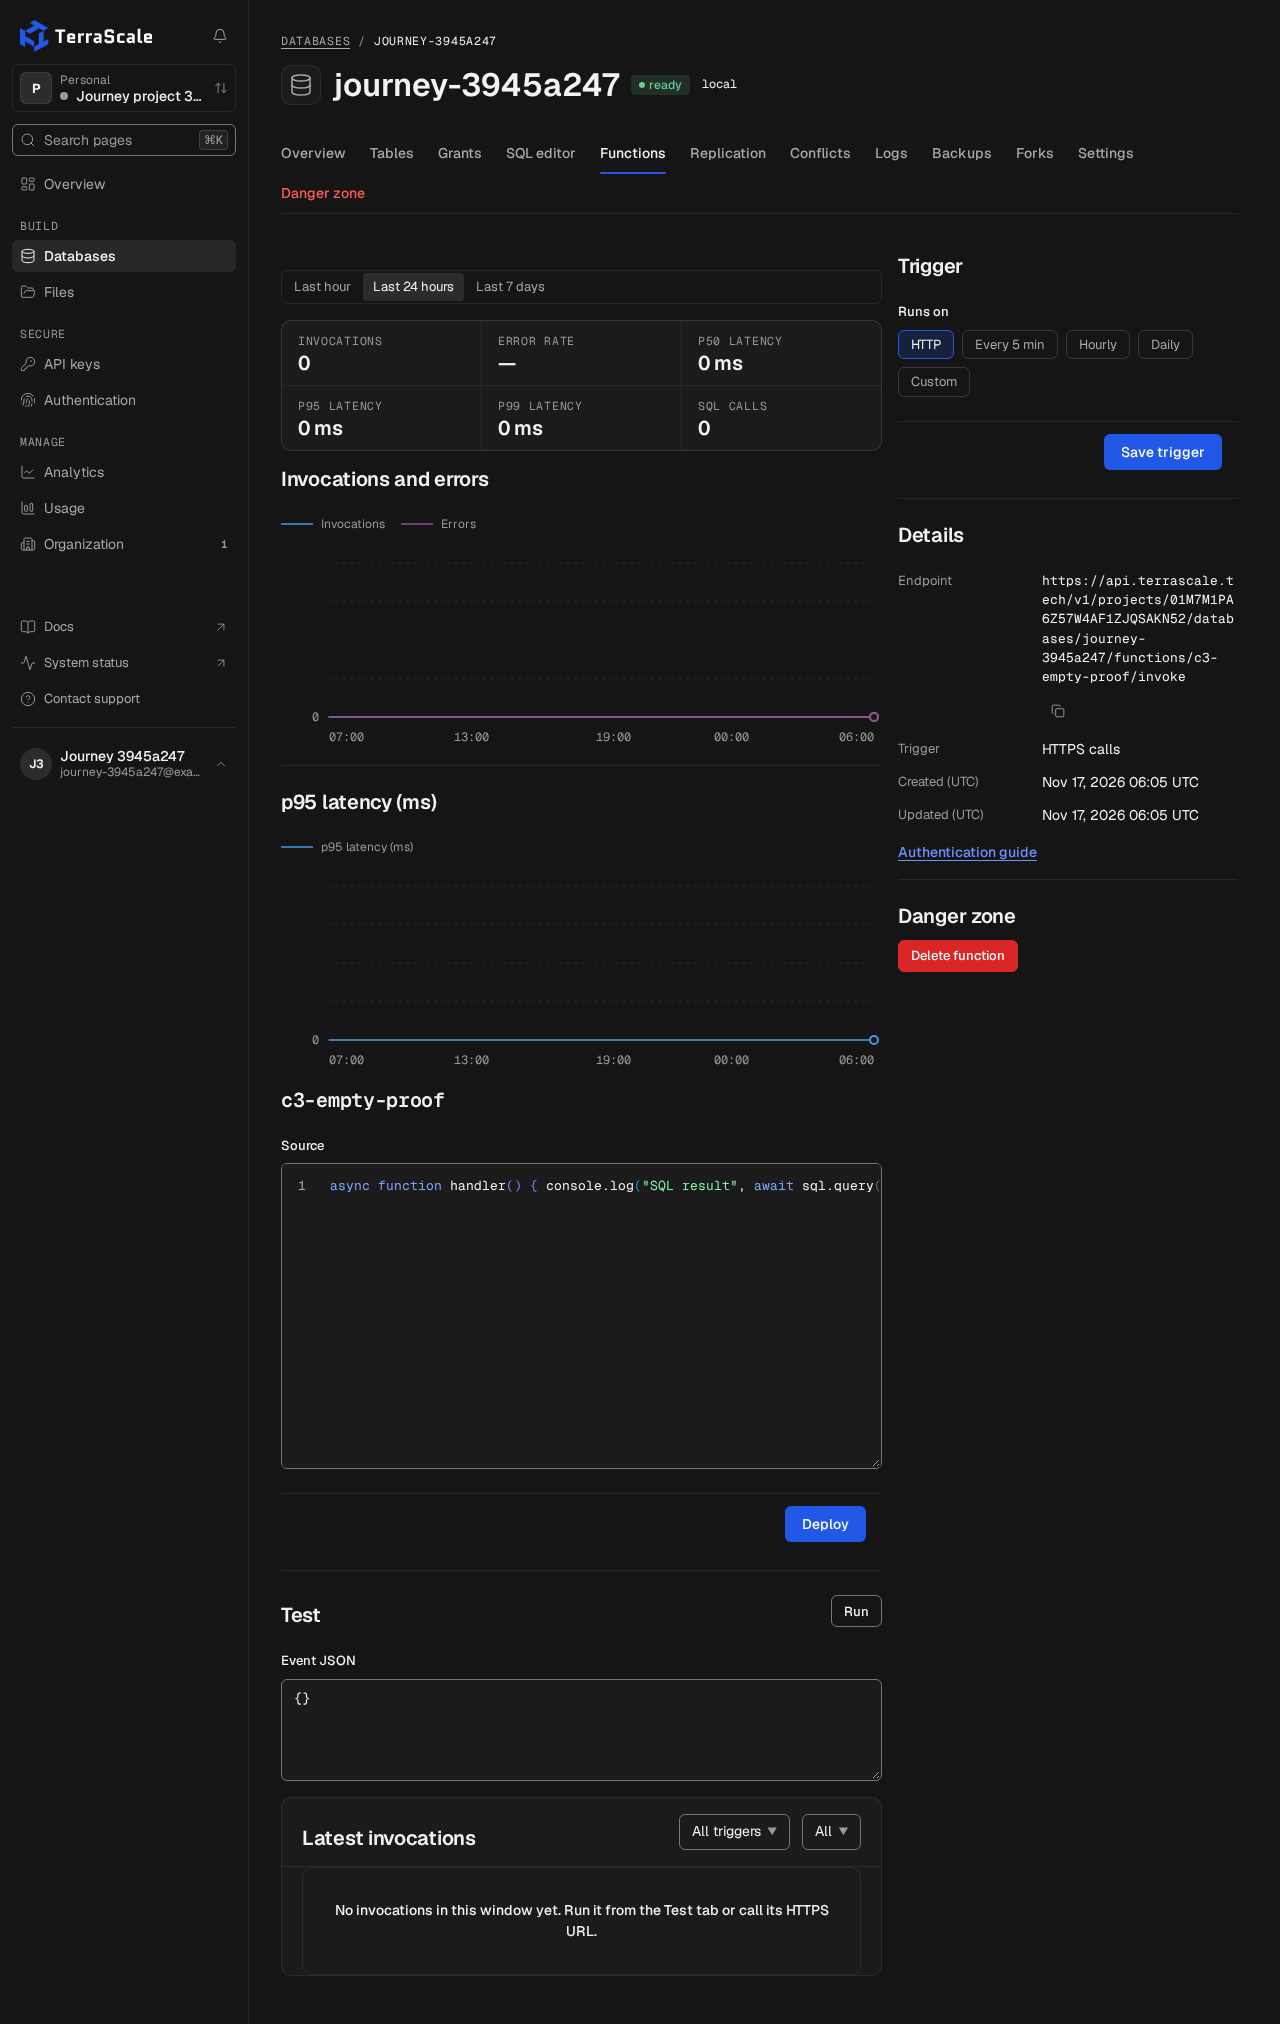 TerraScale
P
Personal
Journey project 3...
Search pages
⌘K
Overview
BUILD
Databases
Files
SECURE
API keys
Authentication
MANAGE
Analytics
Usage
Organization
1
Docs
System status
Contact support
J3
Journey 3945a247
journey-3945a247@exa...
DATABASES / JOURNEY-3945A247
journey-3945a247
ready
local
Overview
Tables
Grants
SQL editor
Functions
Replication
Conflicts
Logs
Backups
Forks
Settings
Danger zone
Last hour
Last 24 hours
Last 7 days
INVOCATIONS
0
ERROR RATE
—
P50 LATENCY
0 ms
P95 LATENCY
0 ms
P99 LATENCY
0 ms
SQL CALLS
0
Invocations and errors
Invocations
Errors
0
07:00
13:00
19:00
00:00
06:00
p95 latency (ms)
p95 latency (ms)
0
07:00
13:00
19:00
00:00
06:00
c3-empty-proof
Source
1
async function handler() { console.log("SQL result", await sql.query(
Deploy
Test
Run
Event JSON
{}
Latest invocations
All triggers
All
No invocations in this window yet. Run it from the Test tab or call its HTTPS
URL.
Trigger
Runs on
HTTP
Every 5 min
Hourly
Daily
Custom
Save trigger
Details
Endpoint
https://api.terrascale.t
ech/v1/projects/01M7M1PA
6Z57W4AF1ZJQSAKN52/datab
ases/journey-
3945a247/functions/c3-
empty-proof/invoke
Trigger
HTTPS calls
Created (UTC)
Nov 17, 2026 06:05 UTC
Updated (UTC)
Nov 17, 2026 06:05 UTC
Authentication guide
Danger zone
Delete function